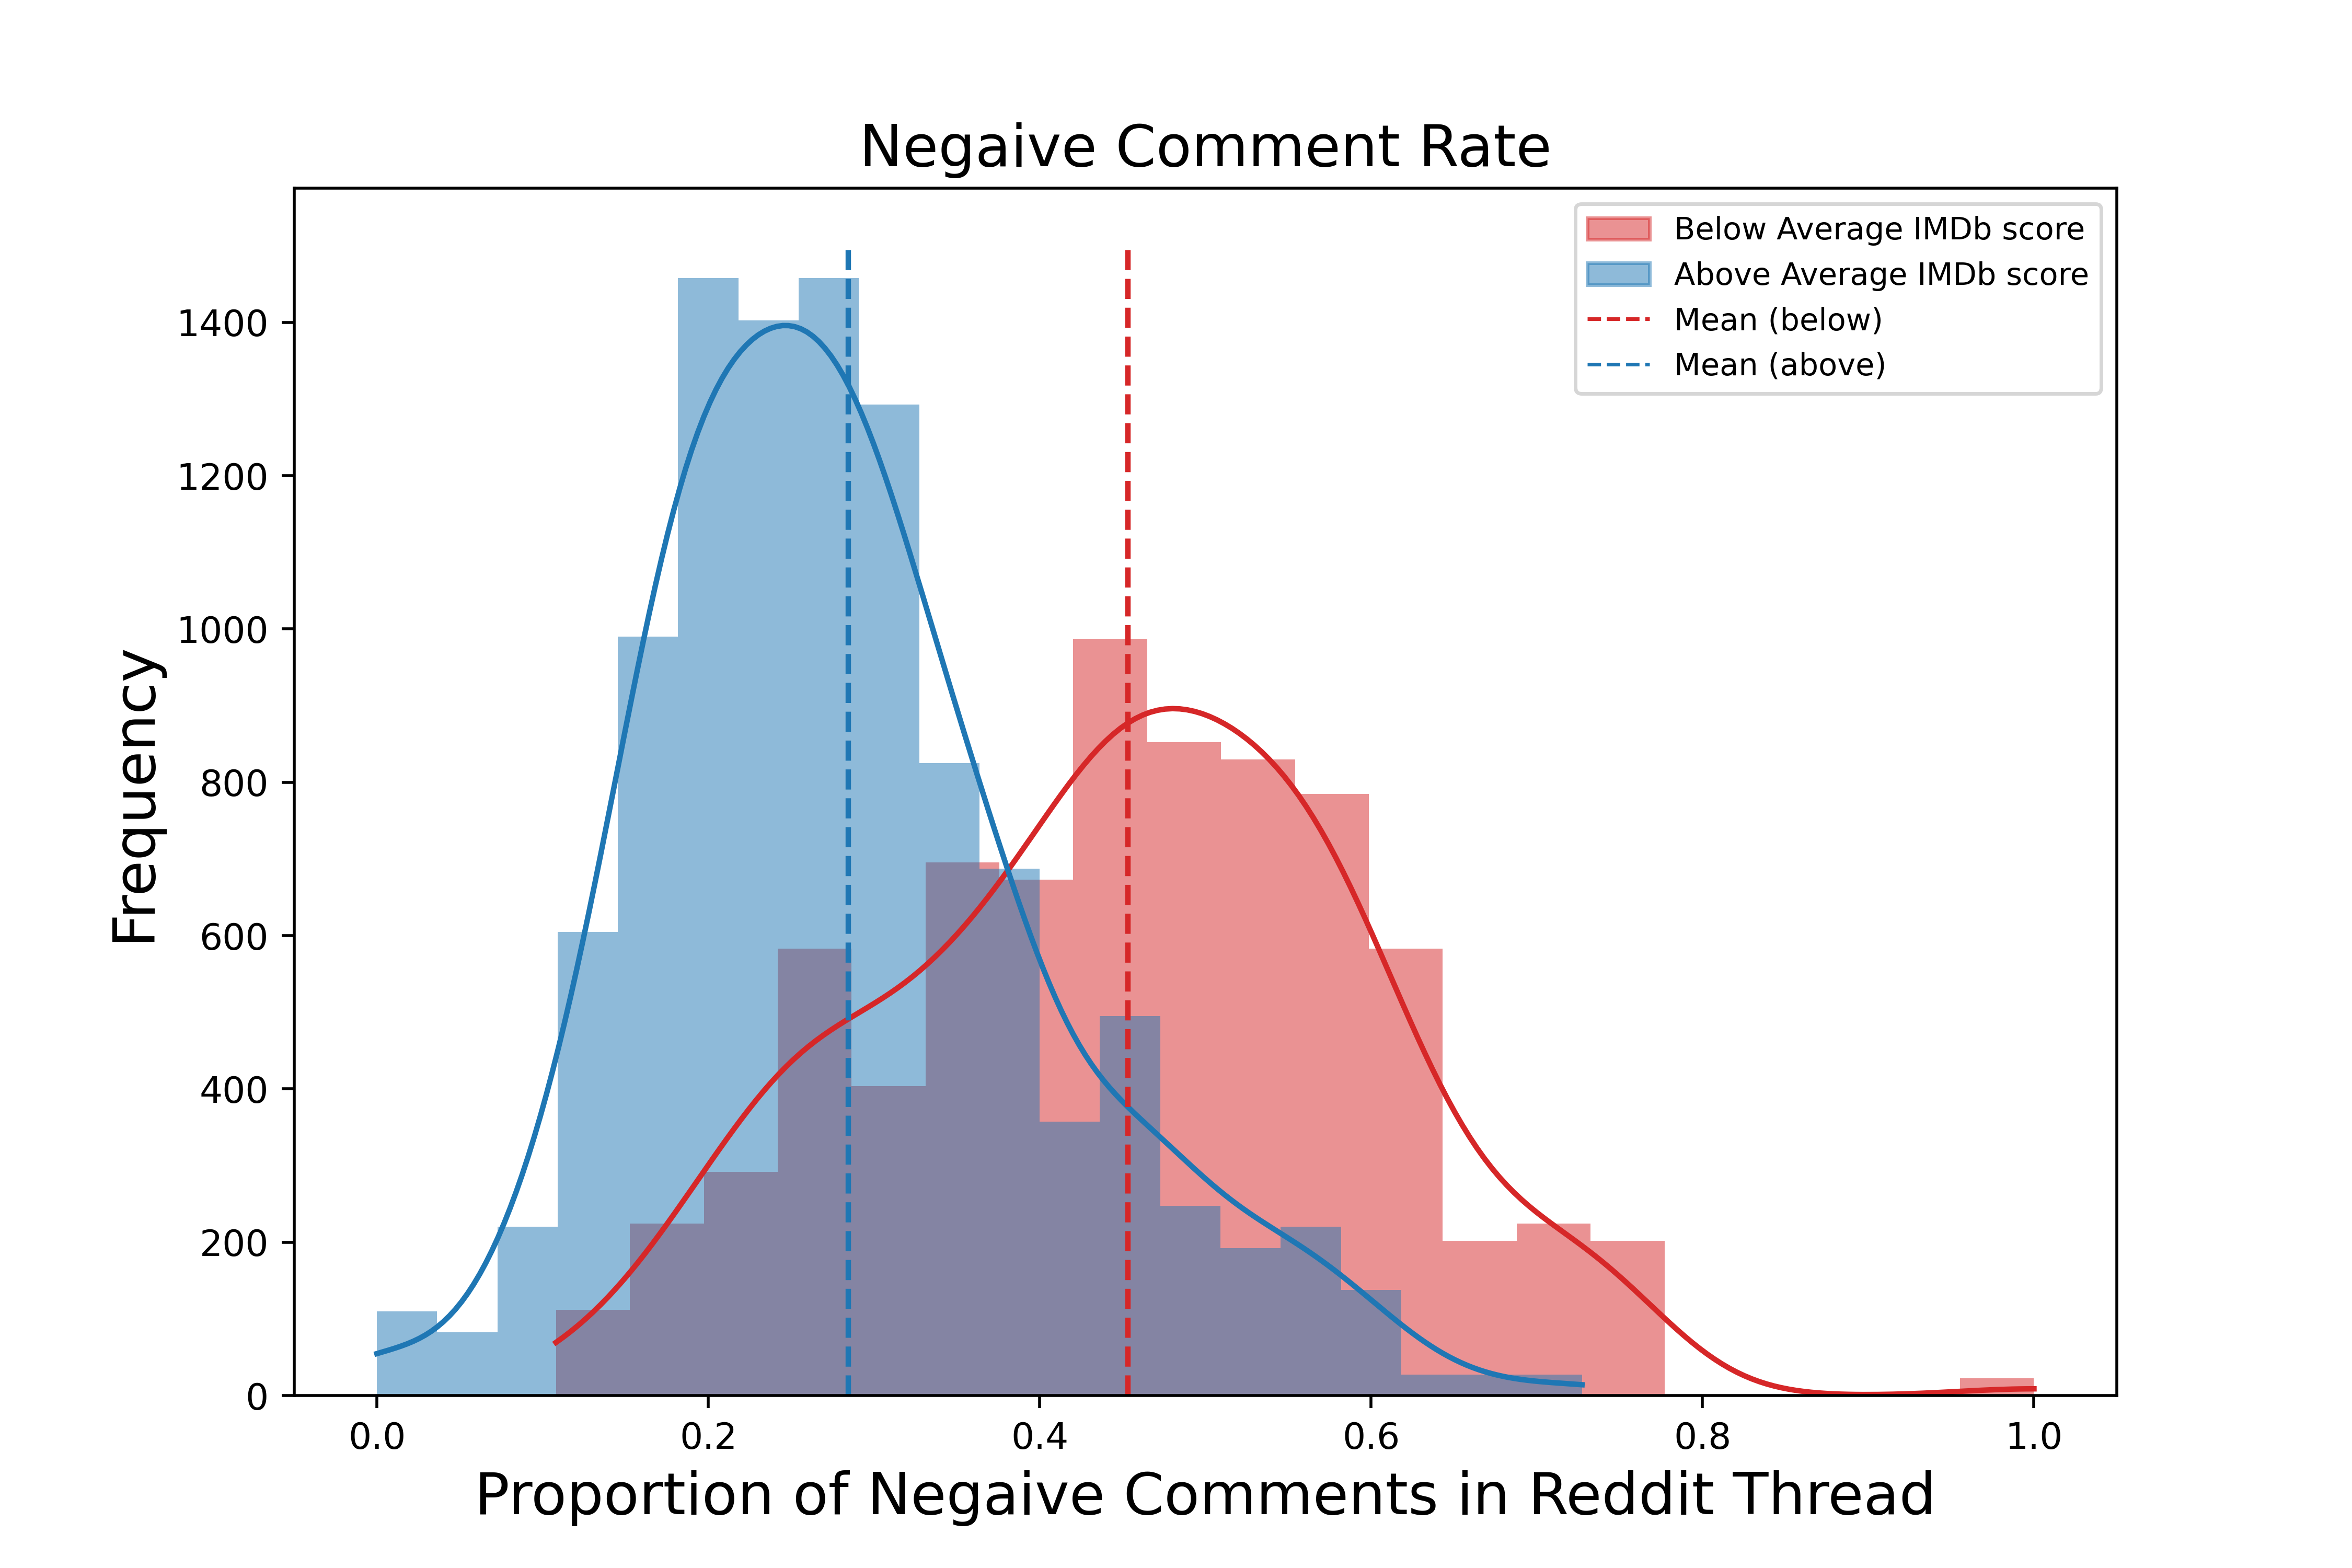 Negaive Comment Rate
Below Average IMDb score
Above Average IMDb score
Mean (below)
Mean (above)
Frequency
1400
1200
1000
800
600
400
200
0
0.0 0.2 0.4 0.6 0.8 1.0
Proportion of Negaive Comments in Reddit Thread